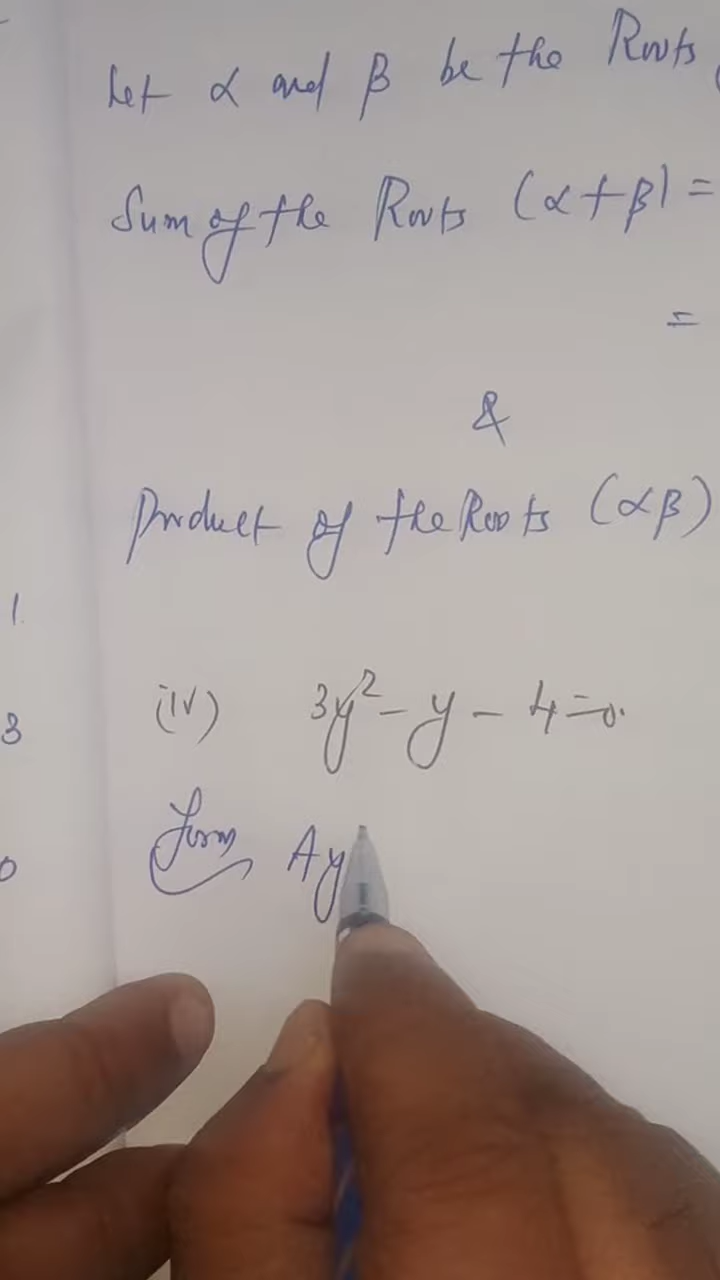 Let α and β be the Roots
Sum of the Roots (α+β) =
=
&
Product of the Roots (αβ)
1
3
(iv) 3y² - y - 4 = 0.
form Ay
0